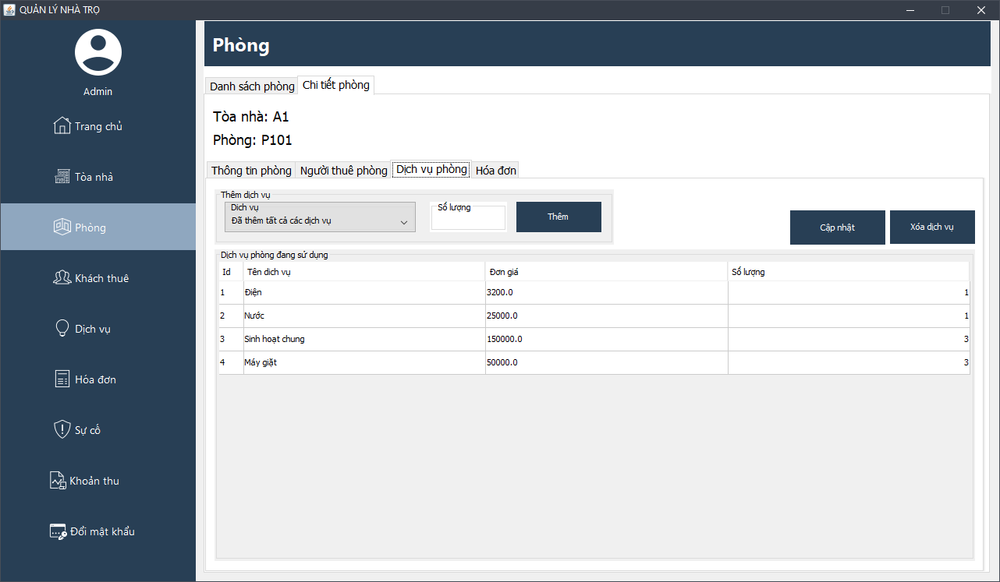 QUẢN LÝ NHÀ TRỌ
Admin
Trang chủ
Tòa nhà
Phòng
Khách thuê
Dịch vụ
Hóa đơn
Sự cố
Khoản thu
Đổi mật khẩu
Phòng
Danh sách phòng Chi tiết phòng
Tòa nhà: A1
Phòng: P101
Thông tin phòng Người thuê phòng Dịch vụ phòng Hóa đơn
Thêm dịch vụ
Dịch vụ Số lượng
Đã thêm tất cả các dịch vụ Thêm
Cập nhật Xóa dịch vụ
Dịch vụ phòng đang sử dụng
Id Tên dịch vụ Đơn giá Số lượng
1 Điện 3200.0 1
2 Nước 25000.0 1
3 Sinh hoạt chung 150000.0 3
4 Máy giặt 50000.0 3